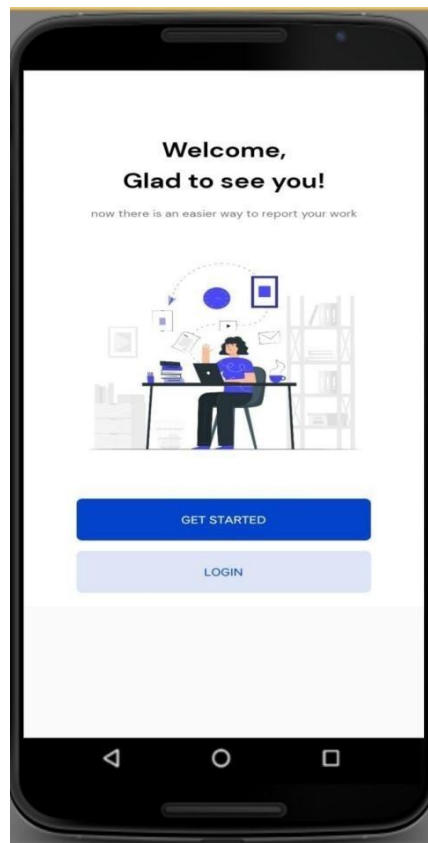 Welcome,
Glad to see you!
now there is an easier way to report your work
GET STARTED
LOGIN